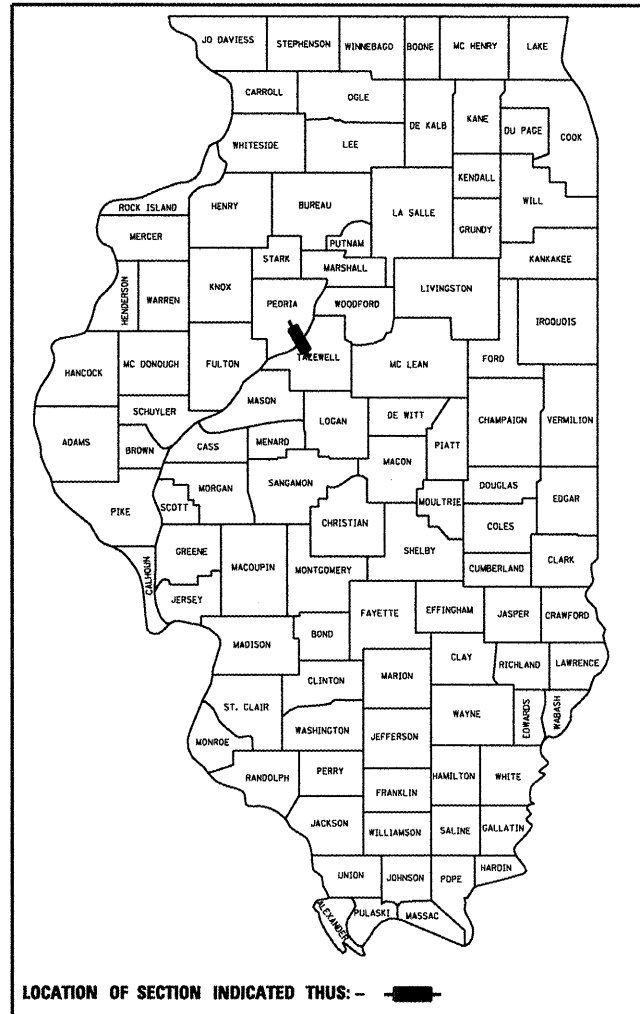 JO DAVIESS
STEPHENSON
WINNEBAGO
BOONE
MC HENRY
LAKE
CARROLL
OGLE
DE KALB
KANE
DU PAGE
COOK
WHITESIDE
LEE
KENDALL
ROCK ISLAND
HENRY
BUREAU
LA SALLE
GRUNDY
WILL
MERCER
PUTNAM
STARK
MARSHALL
KANKAKEE
HENDERSON
WARREN
KNOX
PEORIA
WOODFORD
LIVINGSTON
IROQUOIS
HANCOCK
MC DONOUGH
FULTON
TAZEWELL
MC LEAN
FORD
MASON
SCHUYLER
LOGAN
DE WITT
CHAMPAIGN
VERMILION
ADAMS
BROWN
CASS
MENARD
PIATT
MACON
PIKE
SCOTT
MORGAN
SANGAMON
DOUGLAS
EDGAR
CHRISTIAN
MOULTRIE
COLES
CALHOUN
GREENE
MACOUPIN
MONTGOMERY
SHELBY
CUMBERLAND
CLARK
JERSEY
FAYETTE
EFFINGHAM
JASPER
CRAWFORD
MADISON
BOND
CLAY
RICHLAND
LAWRENCE
CLINTON
MARION
ST. CLAIR
WAYNE
EDWARDS
WABASH
MONROE
WASHINGTON
JEFFERSON
RANDOLPH
PERRY
HAMILTON
WHITE
FRANKLIN
JACKSON
WILLIAMSON
SALINE
GALLATIN
UNION
JOHNSON
POPE
HARDIN
ALEXANDER
PULASKI
MASSAC
LOCATION OF SECTION INDICATED THUS: -